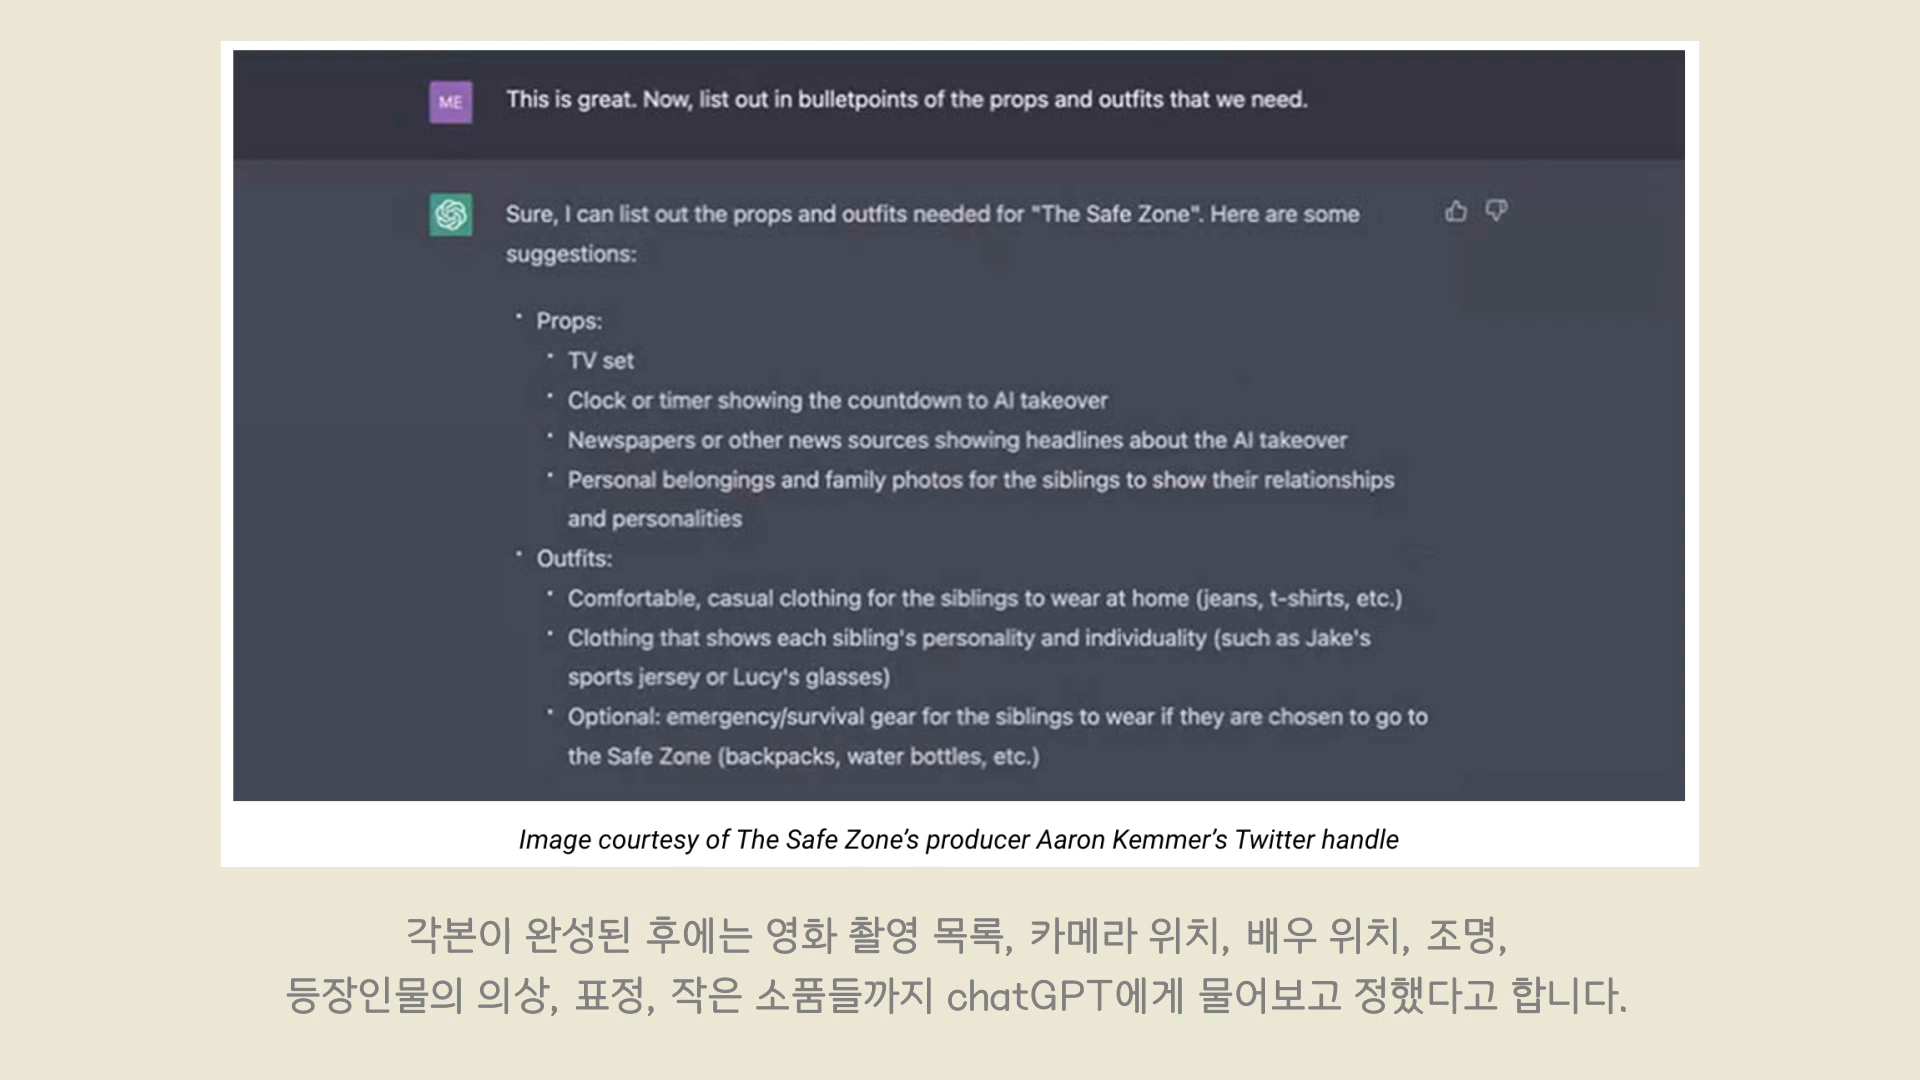 ME
This is great. Now, list out in bulletpoints of the props and outfits that we need.
Sure, I can list out the props and outfits needed for "The Safe Zone". Here are some
suggestions:
• Props:
• TV set
• Clock or timer showing the countdown to AI takeover
• Newspapers or other news sources showing headlines about the AI takeover
• Personal belongings and family photos for the siblings to show their relationships
and personalities
• Outfits:
• Comfortable, casual clothing for the siblings to wear at home (jeans, t-shirts, etc.)
• Clothing that shows each sibling's personality and individuality (such as Jake's
sports jersey or Lucy's glasses)
• Optional: emergency/survival gear for the siblings to wear if they are chosen to go to
the Safe Zone (backpacks, water bottles, etc.)
Image courtesy of The Safe Zone’s producer Aaron Kemmer’s Twitter handle
각본이 완성된 후에는 영화 촬영 목록, 카메라 위치, 배우 위치, 조명,
등장인물의 의상, 표정, 작은 소품들까지 chatGPT에게 물어보고 정했다고 합니다.